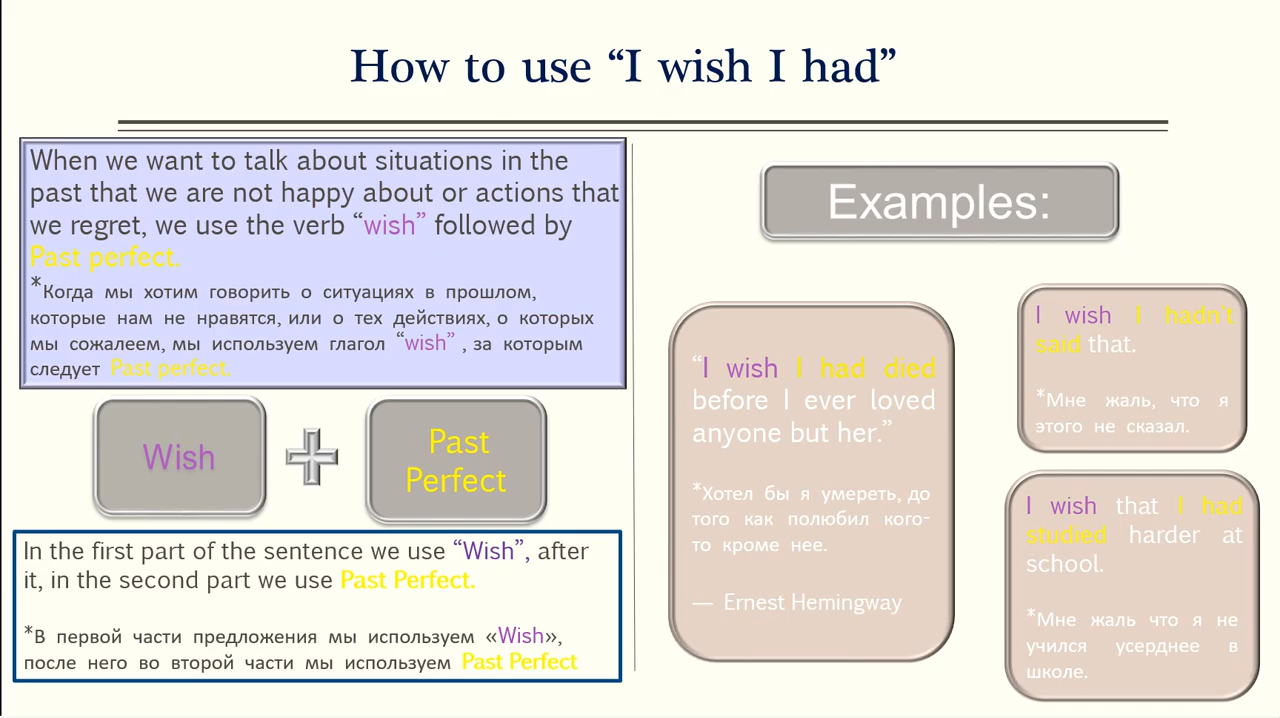 How to use “I wish I had”
When we want to talk about situations in the
past that we are not happy about or actions that
we regret, we use the verb “wish” followed by
Past perfect.
*Когда мы хотим говорить о ситуациях в прошлом,
которые нам не нравятся, или о тех действиях, о которых
мы сожалеем, мы используем глагол “wish” , за которым
следует Past perfect.
Wish
Past
Perfect
In the first part of the sentence we use “Wish”, after
it, in the second part we use Past Perfect.
*В первой части предложения мы используем «Wish»,
после него во второй части мы используем Past Perfect
Examples:
“I wish I had died
before I ever loved
anyone but her.”
*Хотел бы я умереть, до
того как полюбил кого-
то кроме нее.
— Ernest Hemingway
I wish I hadn't
said that.
*Мне жаль, что я
этого не сказал.
I wish that I had
studied harder at
school.
*Мне жаль что я не
учился усерднее в
школе.